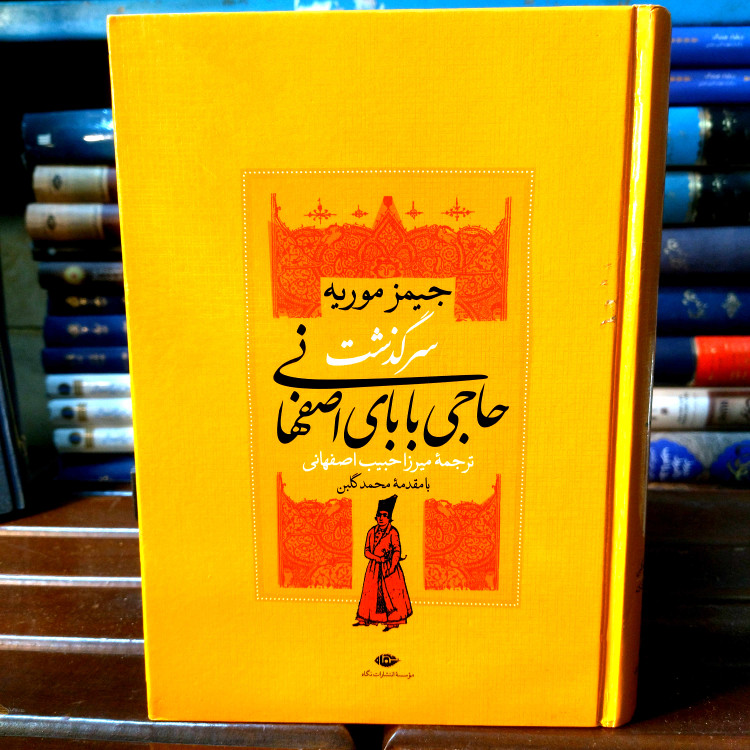 جیمز موریه
سرگذشت
حاجی بابای اصفهانی
ترجمهٔ میرزا حبیب اصفهانی
با مقدمهٔ محمد گلبن
مؤسسهٔ انتشارات نگاه